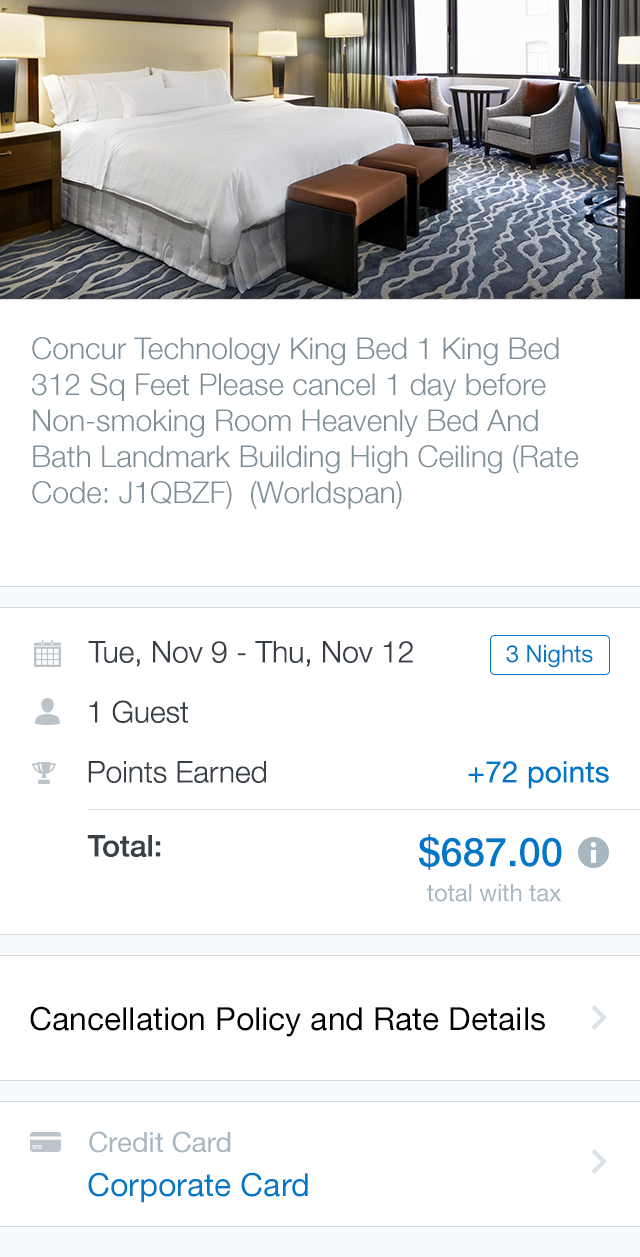 Concur Technology King Bed 1 King Bed
312 Sq Feet Please cancel 1 day before
Non-smoking Room Heavenly Bed And
Bath Landmark Building High Ceiling (Rate
Code: J1QBZF)  (Worldspan)
Tue, Nov 9 - Thu, Nov 12
3 Nights
1 Guest
Points Earned
+72 points
Total:
$687.00
total with tax
Cancellation Policy and Rate Details
Credit Card
Corporate Card